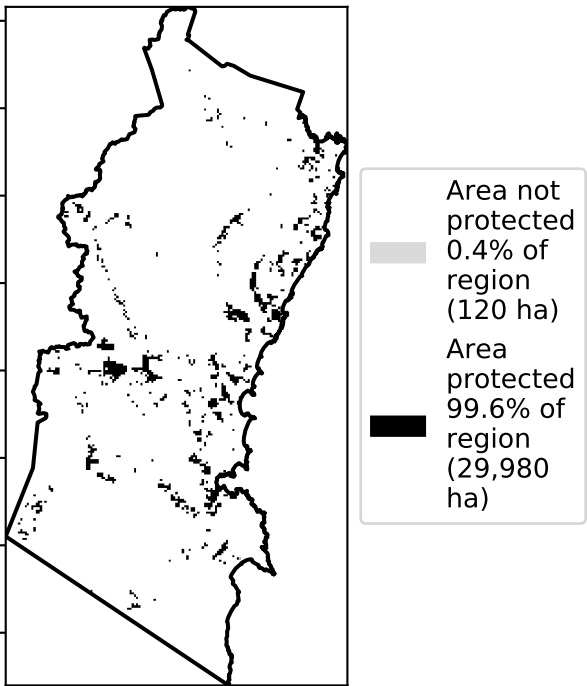 Area not
protected
0.4% of
region
(120 ha)
Area
protected
99.6% of
region
(29,980
ha)